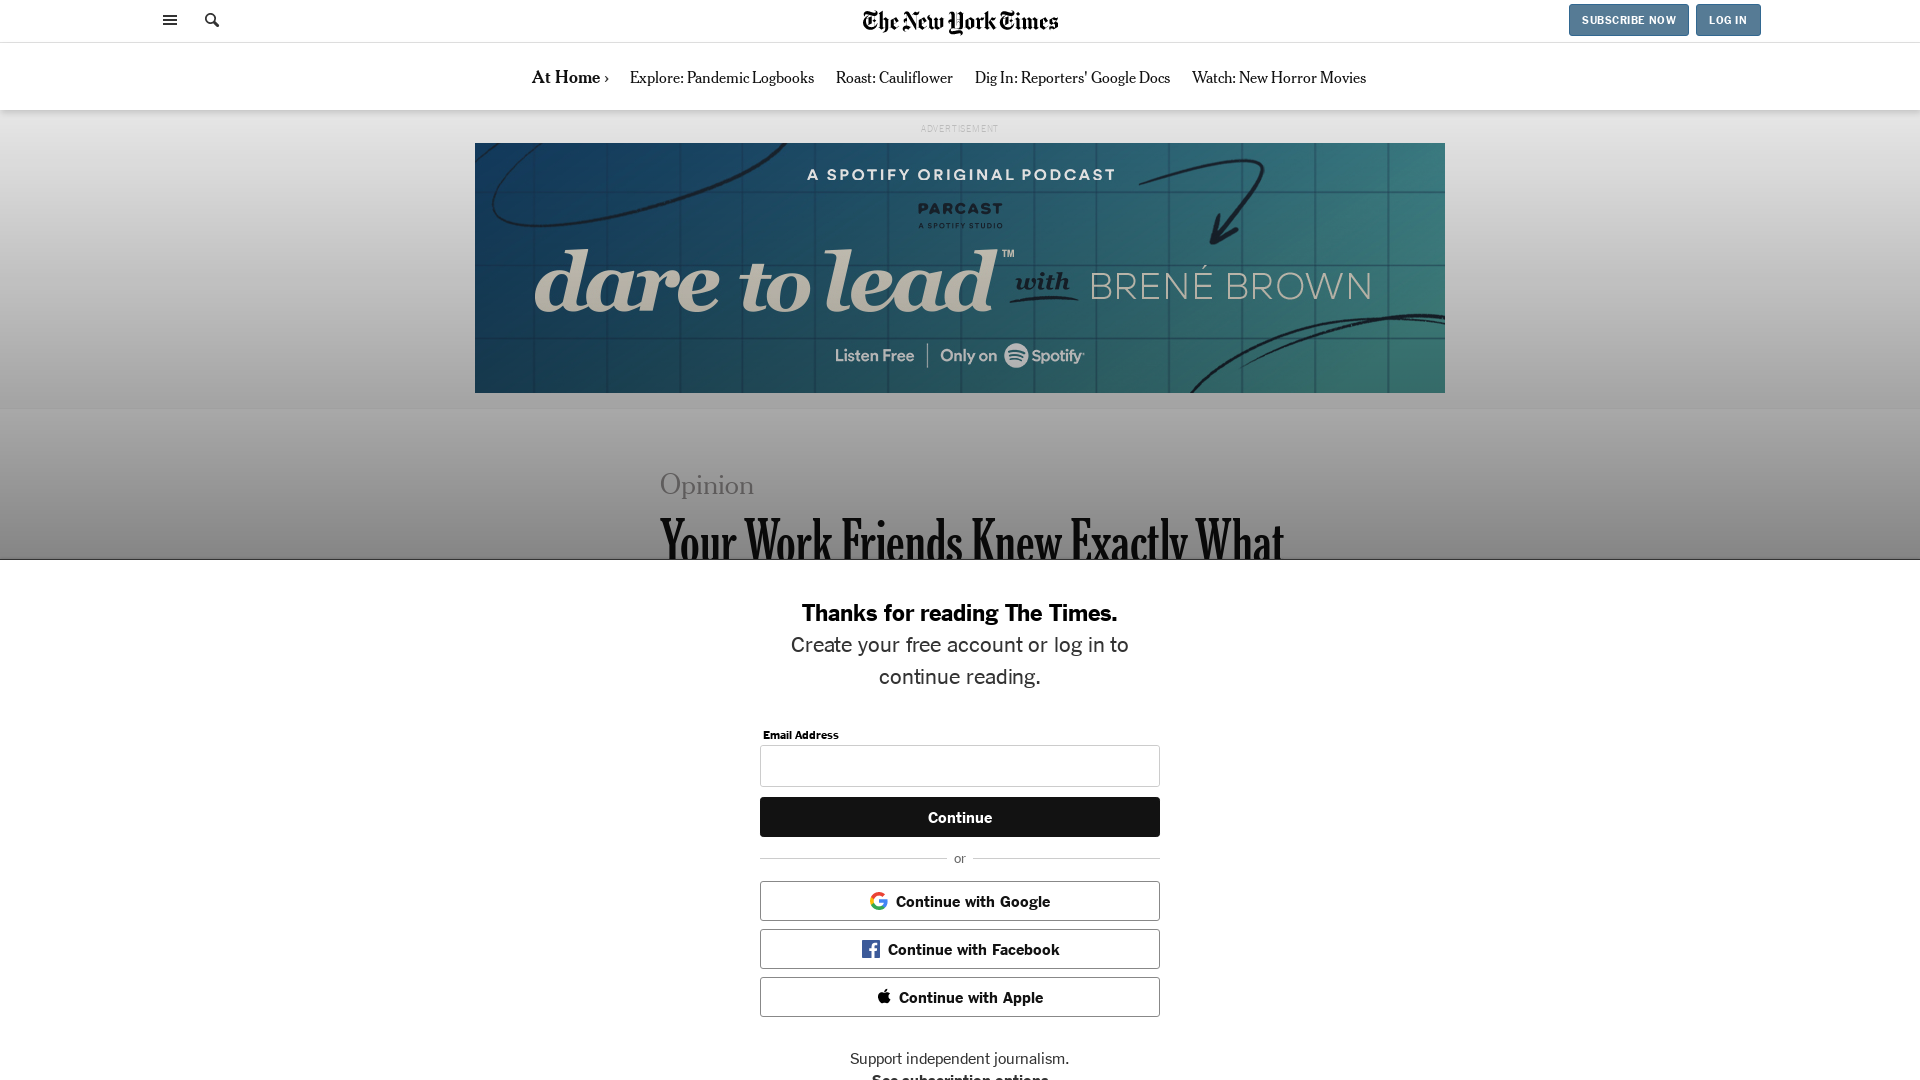 The New York Times
SUBSCRIBE NOW
LOG IN
At Home ›
Explore: Pandemic Logbooks
Roast: Cauliflower
Dig In: Reporters' Google Docs
Watch: New Horror Movies
ADVERTISEMENT
A SPOTIFY ORIGINAL PODCAST
PARCAST
A SPOTIFY STUDIO
dare to lead™ with BRENÉ BROWN
Listen Free | Only on Spotify
Opinion
Your Work Friends Knew Exactly What
Thanks for reading The Times.
Create your free account or log in to
continue reading.
Email Address
Continue
or
Continue with Google
Continue with Facebook
Continue with Apple
Support independent journalism.
See subscription options